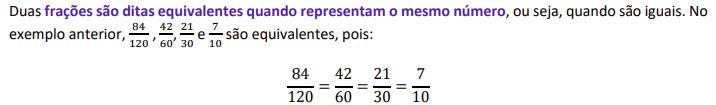 Duas frações são ditas equivalentes quando representam o mesmo número, ou seja, quando são iguais. No
exemplo anterior, 84/120, 42/60, 21/30 e 7/10 são equivalentes, pois:
84/120 = 42/60 = 21/30 = 7/10